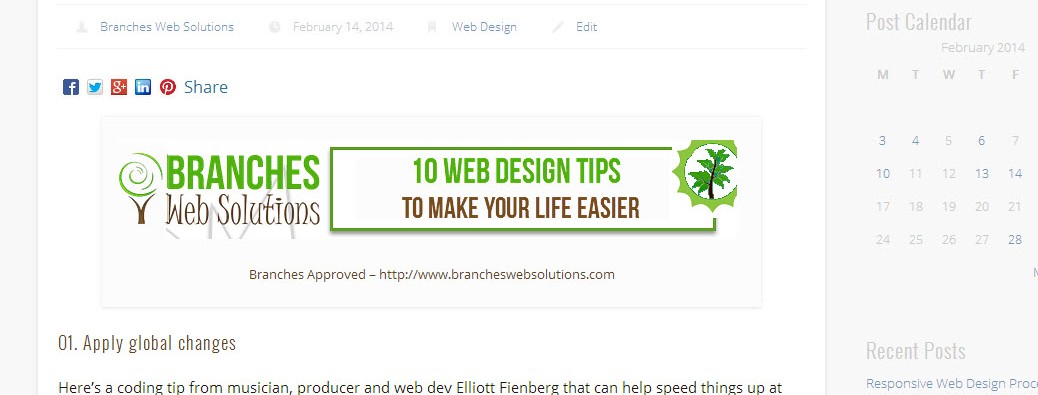 Branches Web Solutions February 14, 2014 Web Design Edit
Share
BRANCHES
Web Solutions
10 WEB DESIGN TIPS
TO MAKE YOUR LIFE EASIER
Branches Approved – http://www.brancheswebsolutions.com
01. Apply global changes
Here’s a coding tip from musician, producer and web dev Elliott Fienberg that can help speed things up at
Post Calendar
February 2014
M T W T F
3 4 5 6 7
10 11 12 13 14
17 18 19 20 21
24 25 26 27 28
Recent Posts
Responsive Web Design Proc